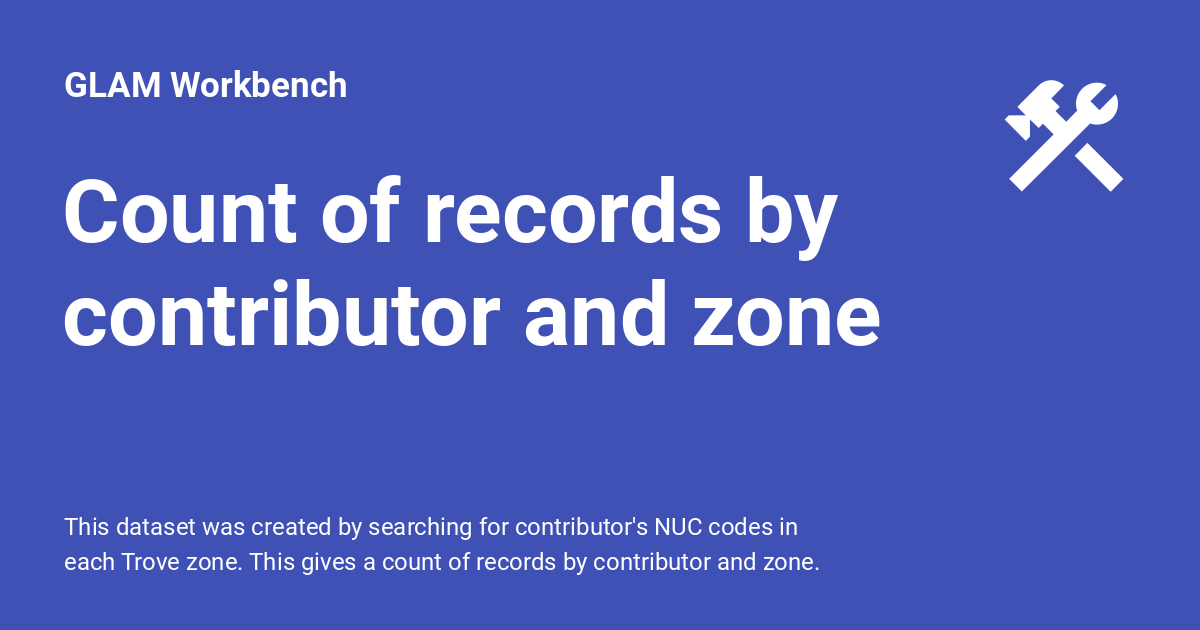 GLAM Workbench
Count of records by
contributor and zone
This dataset was created by searching for contributor's NUC codes in
each Trove zone. This gives a count of records by contributor and zone.